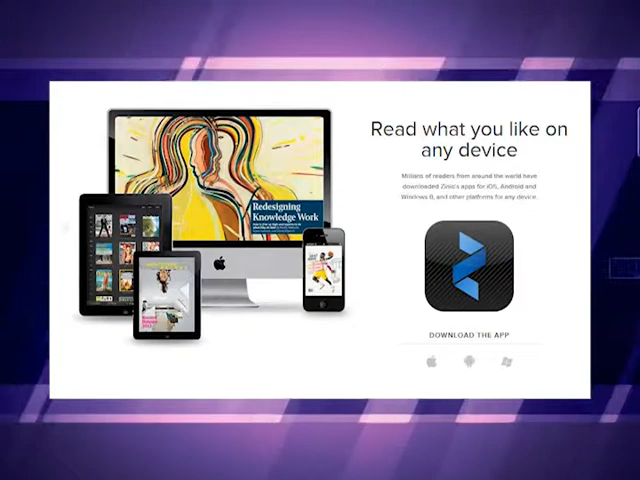 Read what you like on
any device
Millions of readers from around the world have
downloaded Zinio's apps for iOS, Android and
Windows 8, and other platforms for any device.
Redesigning
Knowledge Work
DOWNLOAD THE APP